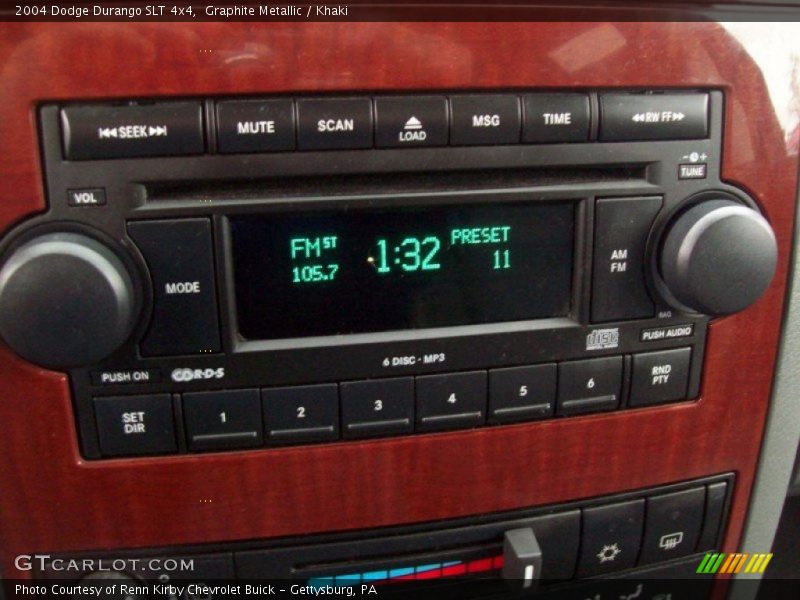 2004 Dodge Durango SLT 4x4,  Graphite Metallic / Khaki
SEEK
MUTE
SCAN
LOAD
MSG
TIME
RW FF
VOL
- +
TUNE
MODE
FM ST
105.7
1:32
PRESET
11
AM
FM
PUSH ON
R·D·S
6 DISC - MP3
disc
PUSH AUDIO
SET
DIR
1
2
3
4
5
6
RND
PTY
GTCARLOT.COM
Photo Courtesy of Renn Kirby Chevrolet Buick - Gettysburg, PA